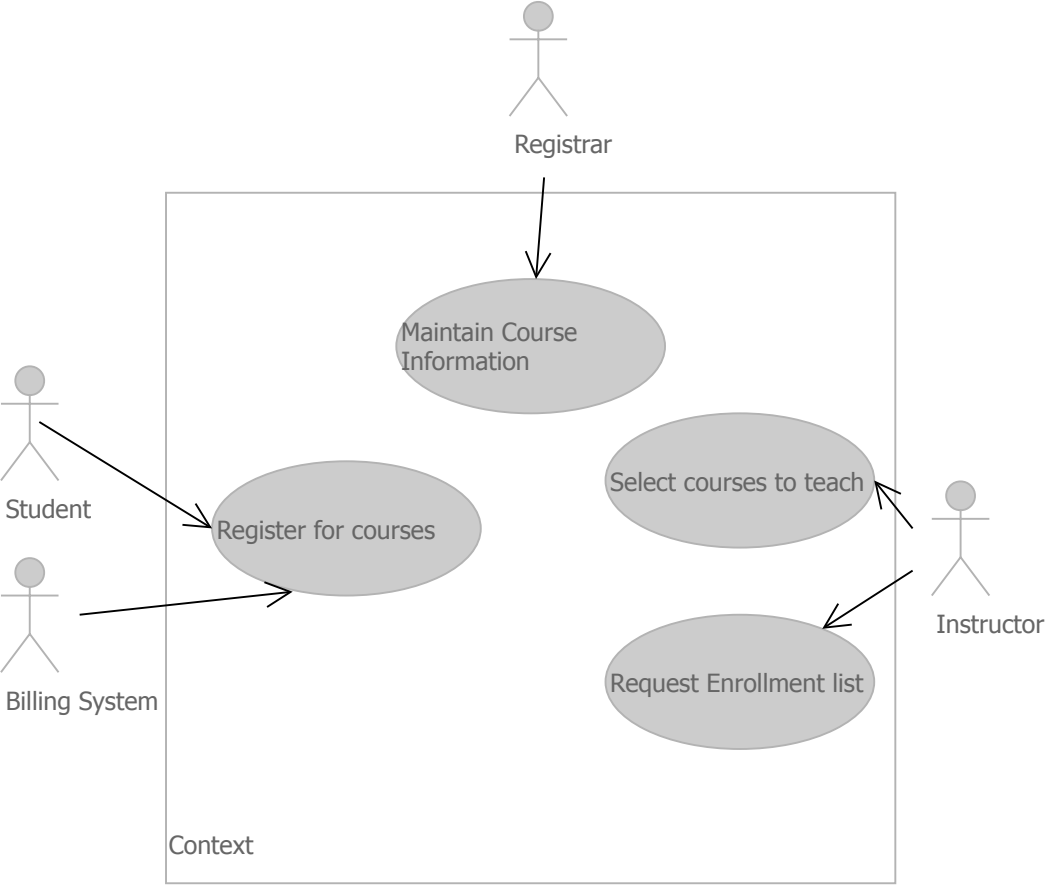 Registrar
Maintain Course
Information
Select courses to teach
Student
Register for courses
Instructor
Request Enrollment list
Billing System
Context